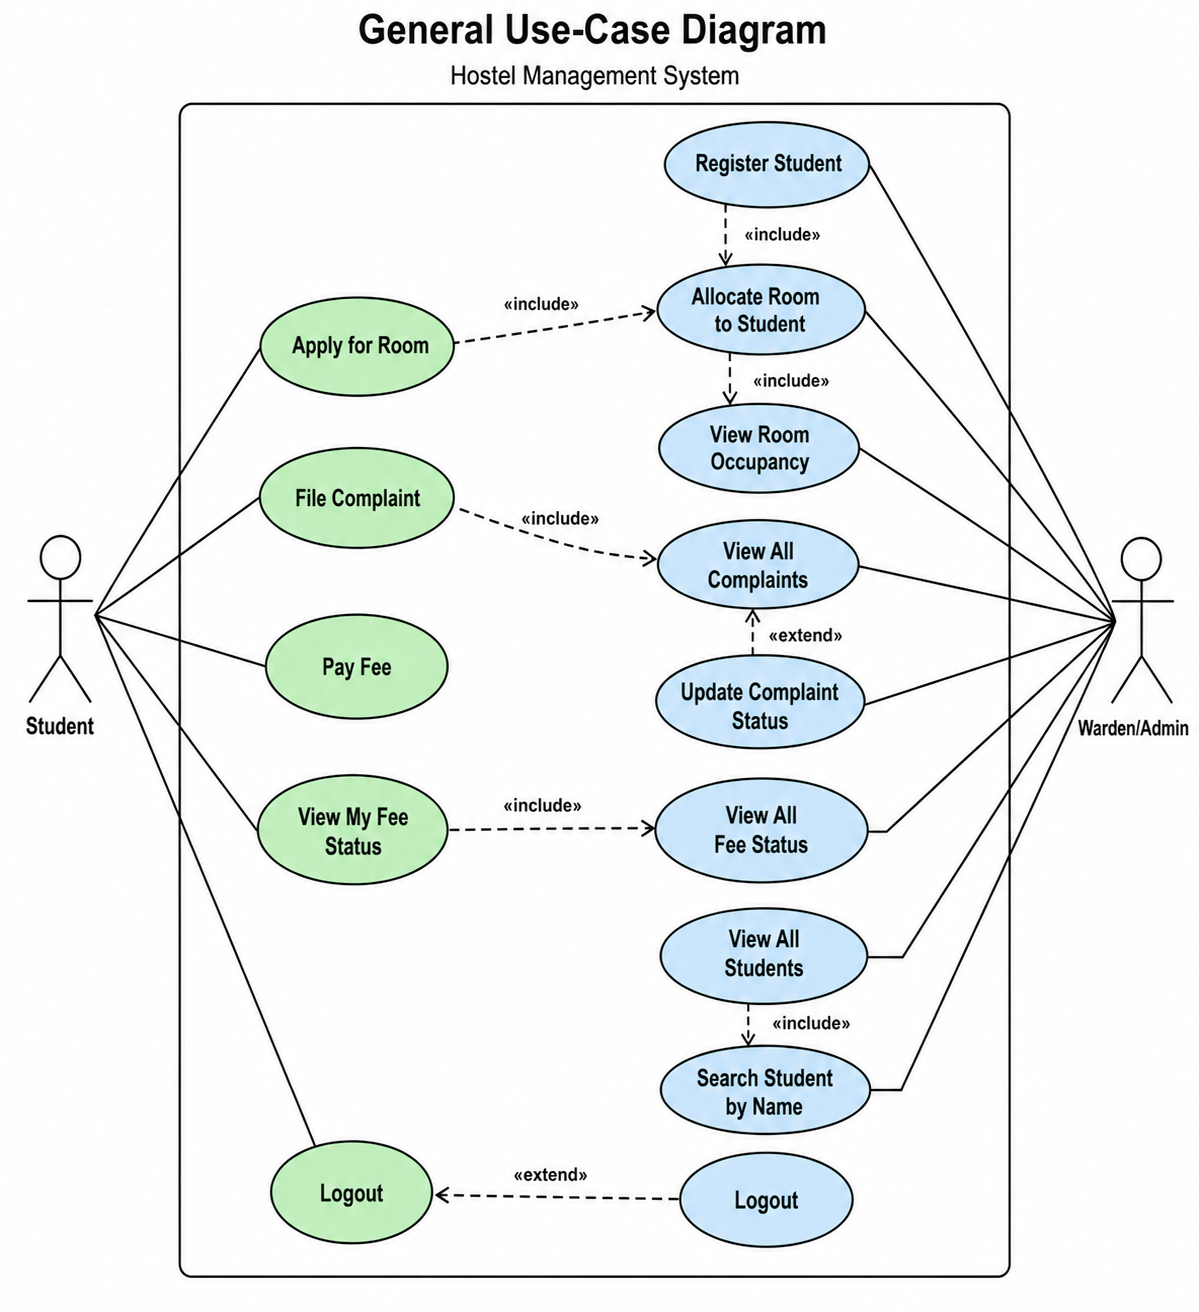 General Use-Case Diagram
Hostel Management System
Register Student
«include»
Allocate Room
to Student
«include»
Apply for Room
«include»
View Room
Occupancy
File Complaint
«include»
View All
Complaints
«extend»
Update Complaint
Status
Pay Fee
Student
Warden/Admin
View My Fee
Status
«include»
View All
Fee Status
View All
Students
«include»
Search Student
by Name
Logout
«extend»
Logout